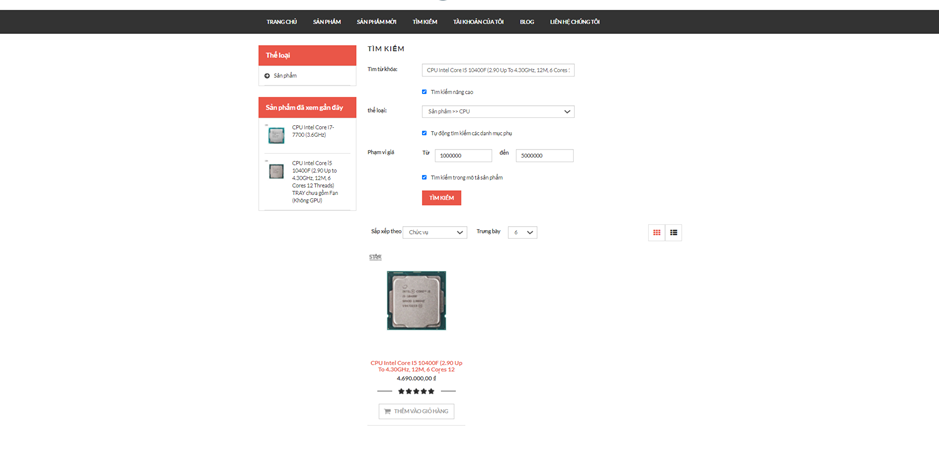 TRANG CHỦ SẢN PHẨM SẢN PHẨM MỚI TÌM KIẾM TÀI KHOẢN CỦA TÔI BLOG LIÊN HỆ CHÚNG TÔI
Thể loại
Sản phẩm
Sản phẩm đã xem gần đây
CPU Intel Core i7-
7700 (3.6GHz)
CPU Intel Core I5
10400F (2.90 Up to
4.30GHz, 12M, 6
Cores 12 Threads)
TRAY chưa gồm Fan
(Không GPU)
TÌM KIẾM
Tìm từ khóa: CPU Intel Core I5 10400F (2.90 Up To 4.30GHz, 12M, 6 Cores 1
Tìm kiếm nâng cao
thể loại: Sản phẩm >> CPU
Tự động tìm kiếm các danh mục phụ
Phạm vi giá Từ 1000000 đến 5000000
Tìm kiếm trong mô tả sản phẩm
TÌM KIẾM
Sắp xếp theo Chức vụ Trưng bày 6
CPU Intel Core I5 10400F (2.90 Up
To 4.30GHz, 12M, 6 Cores 12
4.690.000,00 ₫
THÊM VÀO GIỎ HÀNG